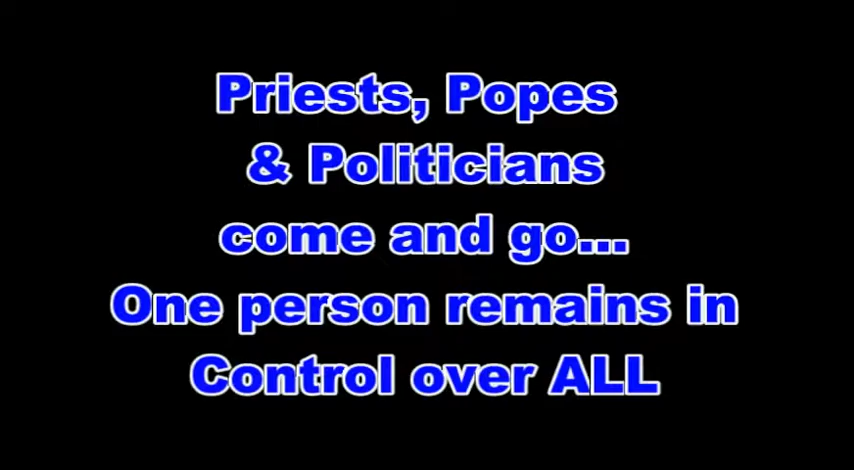 Priests, Popes
& Politicians
come and go...
One person remains in
Control over ALL